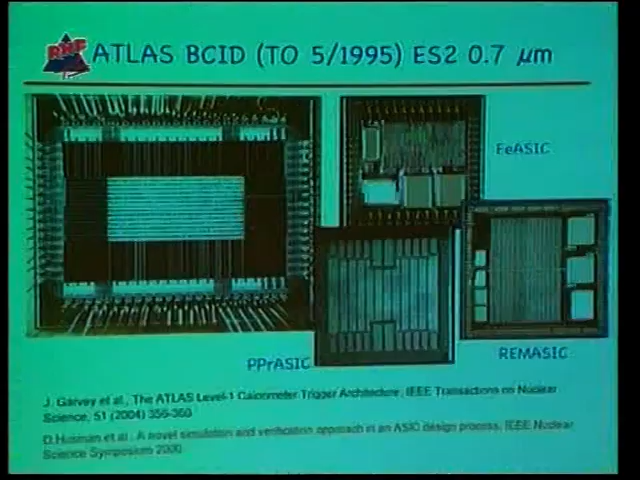 RHF
ATLAS BCID (TO 5/1995) ES2 0.7 µm
FeASIC
PPrASIC
REMASIC
J. Garvey et al., The ATLAS Level-1 Calorimeter Trigger Architecture, IEEE Transactions on Nuclear
Science, 51 (2004) 356-360
D.Husman et al., A novel simulation and verification approach in an ASIC design process, IEEE Nuclear
Science Symposium 2000